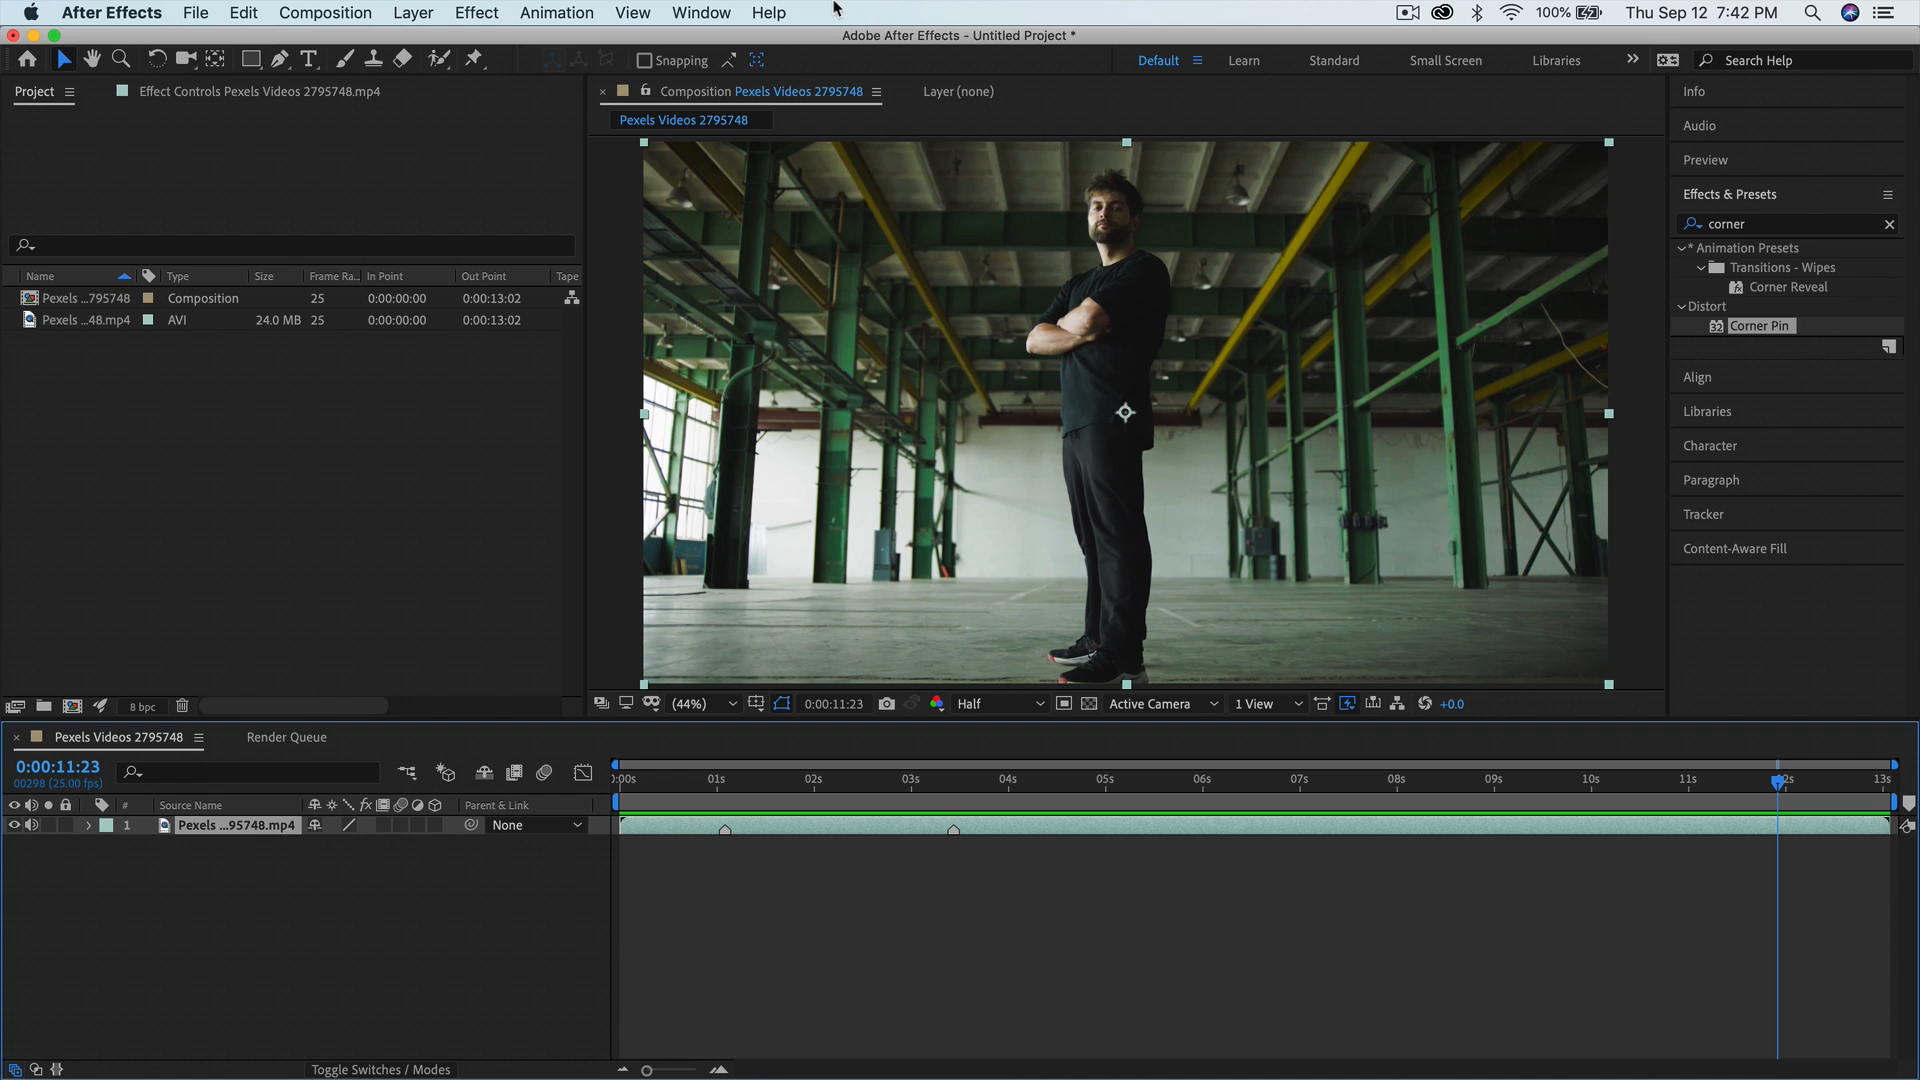 After Effects File Edit Composition Layer Effect Animation View Window Help 100% Thu Sep 12 7:42 PM
Adobe After Effects - Untitled Project *
Snapping Default Learn Standard Small Screen Libraries Search Help
Project Effect Controls Pexels Videos 2795748.mp4
Composition Pexels Videos 2795748 Layer (none)
Pexels Videos 2795748
Name Type Size Frame Ra... In Point Out Point Tape
Pexels ...795748 Composition 25 0:00:00:00 0:00:13:02
Pexels ...48.mp4 AVI 24.0 MB 25 0:00:00:00 0:00:13:02
8 bpc
(44%) 0:00:11:23 Half Active Camera 1 View +0.0
Info
Audio
Preview
Effects & Presets
corner
* Animation Presets
Transitions - Wipes
Corner Reveal
Distort
32 Corner Pin
Align
Libraries
Character
Paragraph
Tracker
Content-Aware Fill
Pexels Videos 2795748 Render Queue
0:00:11:23
00298 (25.00 fps)
):00s 01s 02s 03s 04s 05s 06s 07s 08s 09s 10s 11s 2s 13s
# Source Name fx Parent & Link
1 Pexels ...95748.mp4 None
Toggle Switches / Modes